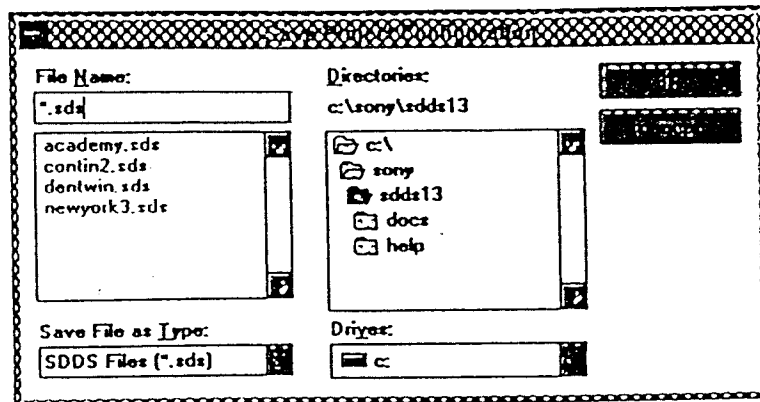 File Name:
*.sds
academy.sds
contin2.sds
dentwin.sds
newyork3.sds
Save File as Type:
SDDS Files (*.sds)
Directories:
c:\sony\sdds13
c:\
sony
sdds13
docs
help
Drives:
c: